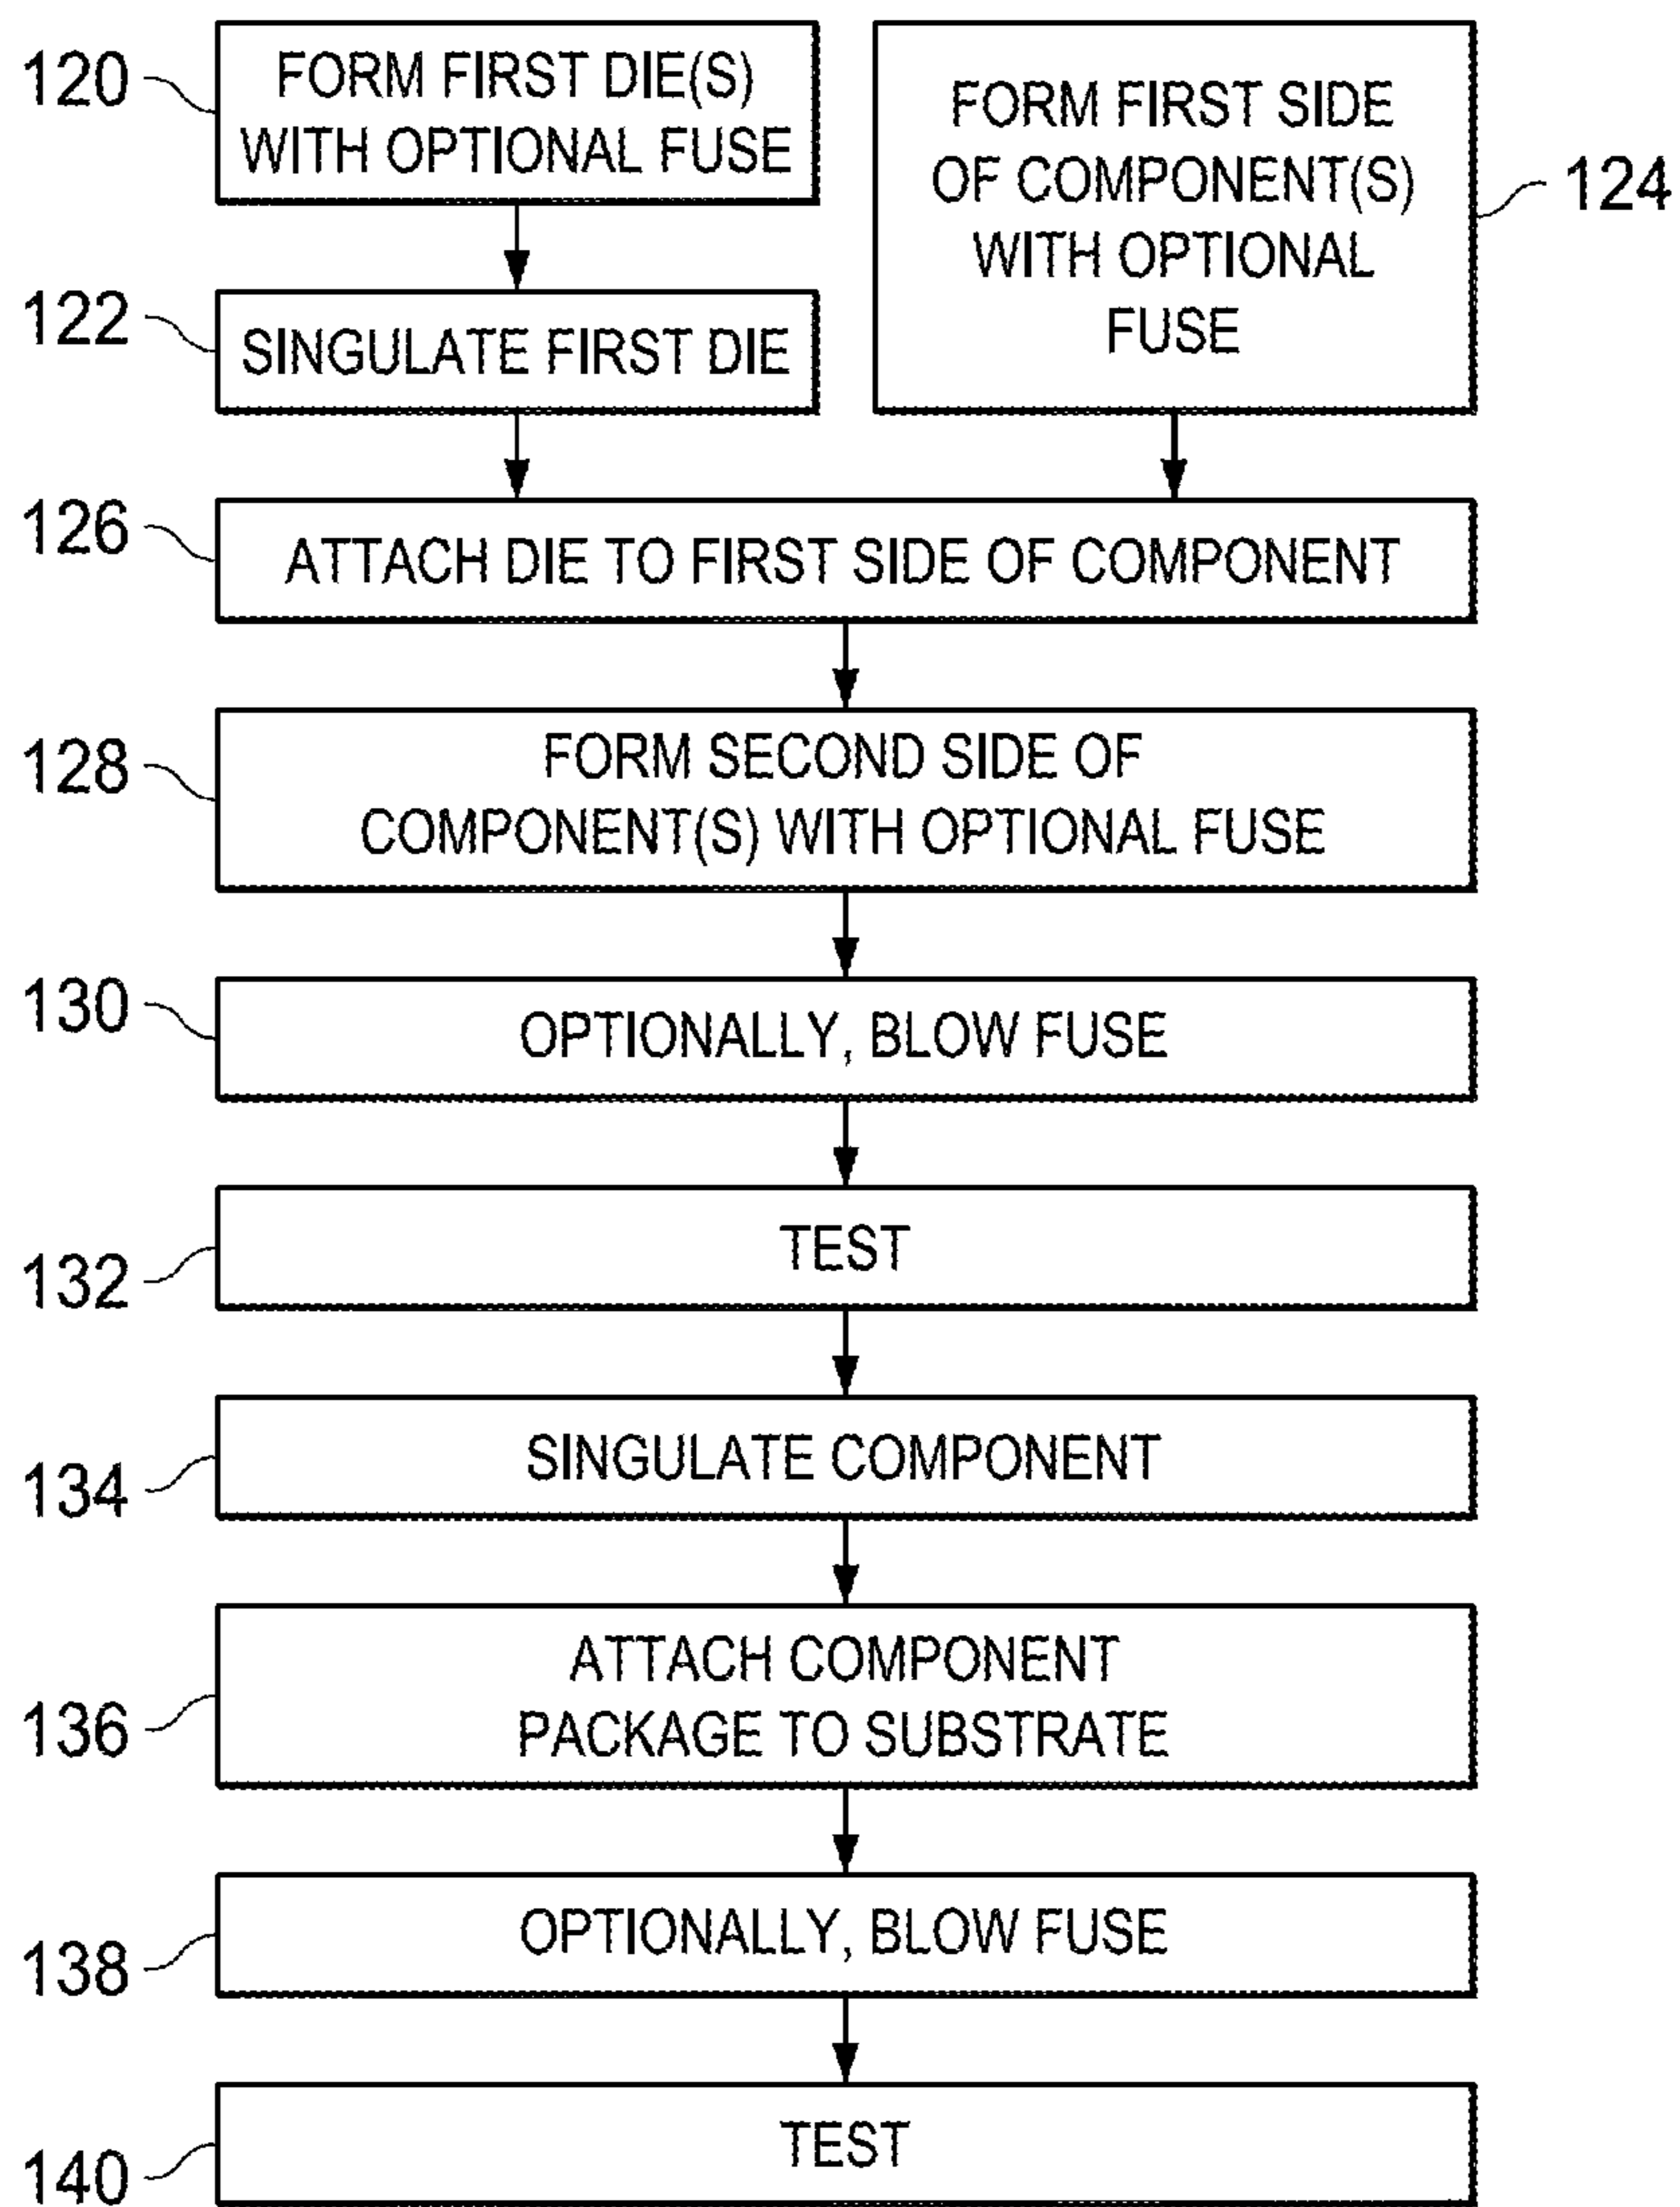 120
FORM FIRST DIE(S)
WITH OPTIONAL FUSE
122
SINGULATE FIRST DIE
FORM FIRST SIDE
OF COMPONENT(S)
WITH OPTIONAL
FUSE
124
126
ATTACH DIE TO FIRST SIDE OF COMPONENT
128
FORM SECOND SIDE OF
COMPONENT(S) WITH OPTIONAL FUSE
130
OPTIONALLY, BLOW FUSE
132
TEST
134
SINGULATE COMPONENT
136
ATTACH COMPONENT
PACKAGE TO SUBSTRATE
138
OPTIONALLY, BLOW FUSE
140
TEST